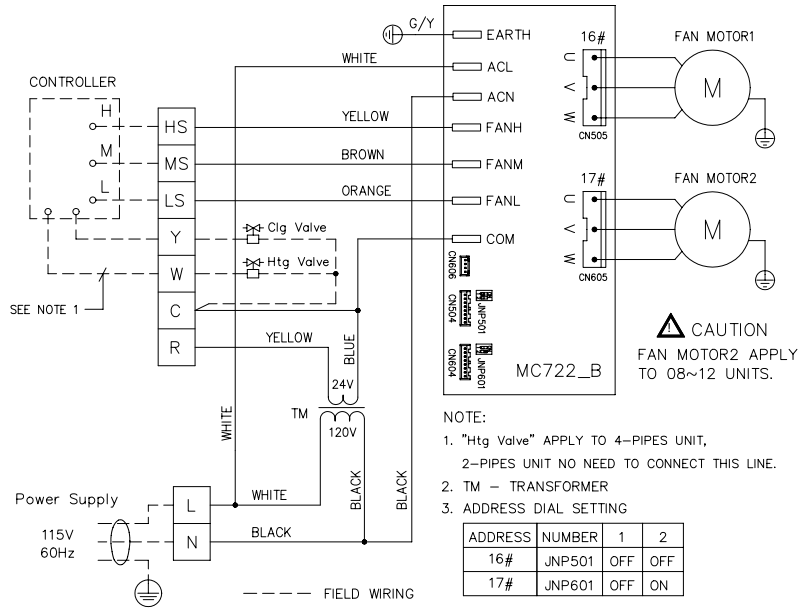 G/Y
EARTH
16#
FAN MOTOR1
WHITE
ACL
U
V
W
M
CONTROLLER
ACN
H
HS
YELLOW
FANH
CN505
M
MS
BROWN
FANM
17#
FAN MOTOR2
L
LS
ORANGE
FANL
U
V
W
M
Y
Clg Valve
COM
W
Htg Valve
CN606
CN605
SEE NOTE 1
C
CN504
JNP501
CAUTION
FAN MOTOR2 APPLY
TO 08~12 UNITS.
R
YELLOW
BLUE
CN604
JNP601
MC722_B
24V
TM
120V
WHITE
BLACK
BLACK
NOTE:
1. "Htg Valve" APPLY TO 4-PIPES UNIT,
2-PIPES UNIT NO NEED TO CONNECT THIS LINE.
2. TM - TRANSFORMER
3. ADDRESS DIAL SETTING
ADDRESS NUMBER 1 2
16# JNP501 OFF OFF
17# JNP601 OFF ON
Power Supply
115V
60Hz
L
WHITE
N
BLACK
FIELD WIRING